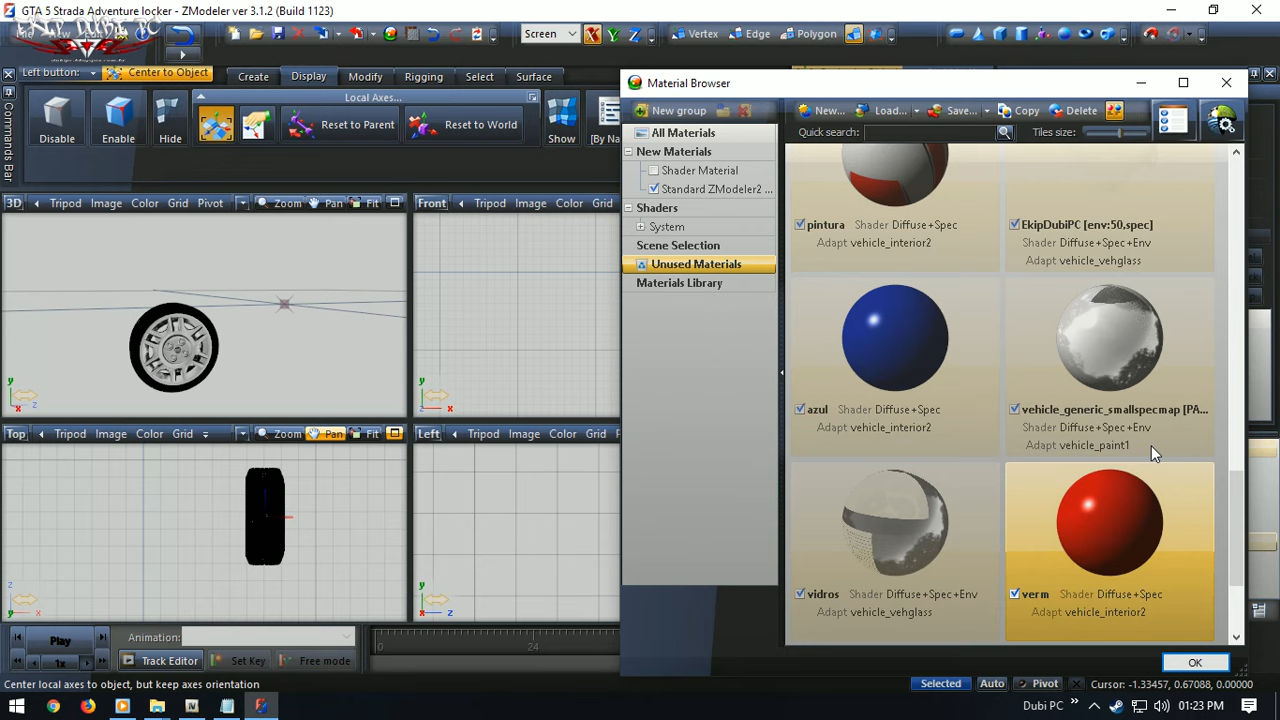 GTA 5 Strada Adventure locker - ZModeler ver 3.1.2 (Build 1123)
EKIP DUBI PC
Screen
Vertex
Edge
Polygon
Left button:
Center to Object
Create
Display
Modify
Rigging
Select
Surface
Commands Bar
Disable
Enable
Hide
Local Axes...
Reset to Parent
Reset to World
Show
[By Na
Material Browser
New group
New...
Load...
Save...
Copy
Delete
Quick search:
Tiles size:
All Materials
New Materials
Shader Material
Standard ZModeler2 ...
Shaders
System
Scene Selection
Unused Materials
Materials Library
pintura Shader Diffuse+Spec
Adapt vehicle_interior2
EkipDubiPC [env:50,spec]
Shader Diffuse+Spec+Env
Adapt vehicle_vehglass
azul Shader Diffuse+Spec
Adapt vehicle_interior2
vehicle_generic_smallspecmap [PA...
Shader Diffuse+Spec+Env
Adapt vehicle_paint1
vidros Shader Diffuse+Spec+Env
Adapt vehicle_vehglass
verm Shader Diffuse+Spec
Adapt vehicle_interior2
OK
3D Tripod Image Color Grid Pivot Zoom Pan Fit
Front Tripod Image Color Grid
y
x z
y
z x
Top Tripod Image Color Grid Zoom Pan Fit
Left Tripod Image Color Grid
z
y x
y
x z
Play
1x
Animation:
Track Editor
Set Key
Free mode
0
24
Center local axes to object, but keep axes orientation
Selected
Auto
Pivot
Cursor: -1.33457, 0.67088, 0.00000
Dubi PC
01:23 PM